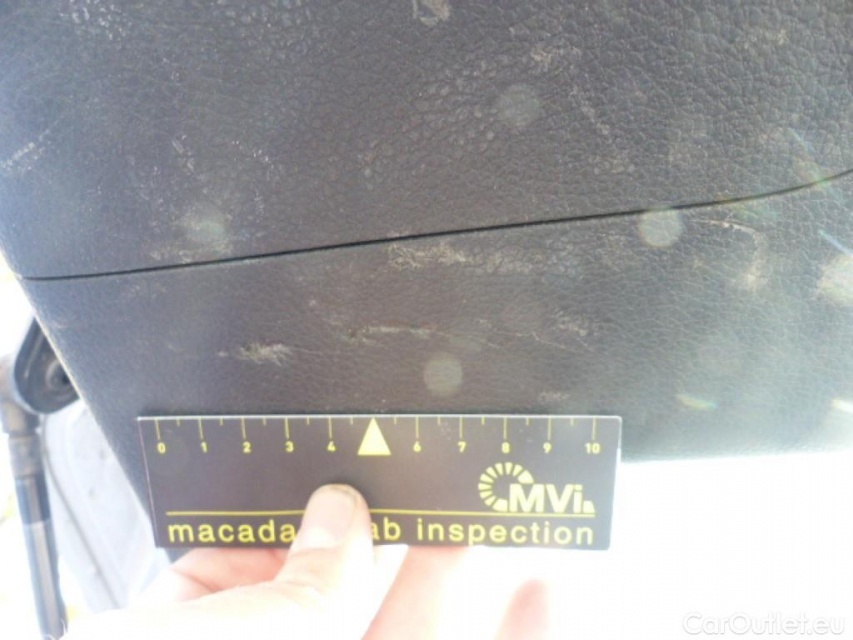 0 1 2 3 4 6 7 8 9 10
MVi
macada ab inspection
CarOutlet.eu